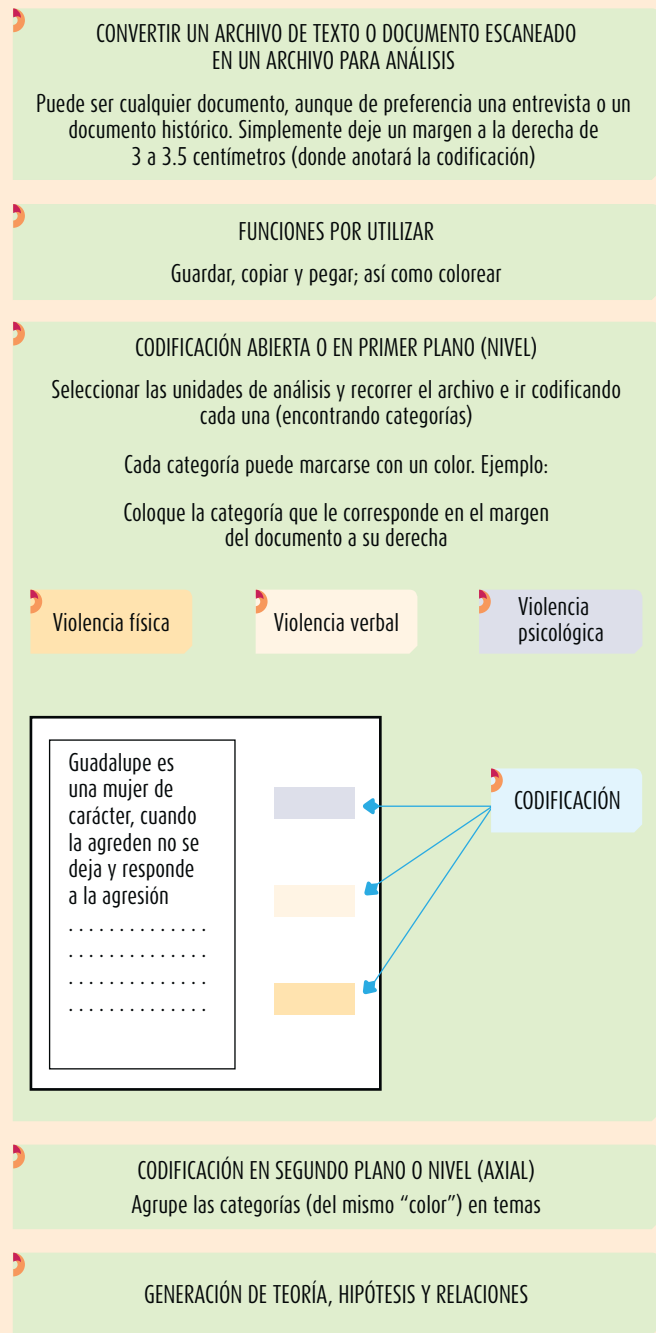 CONVERTIR UN ARCHIVO DE TEXTO O DOCUMENTO ESCANEADO
EN UN ARCHIVO PARA ANÁLISIS
Puede ser cualquier documento, aunque de preferencia una entrevista o un
documento histórico. Simplemente deje un margen a la derecha de
3 a 3.5 centímetros (donde anotará la codificación)
FUNCIONES POR UTILIZAR
Guardar, copiar y pegar; así como colorear
CODIFICACIÓN ABIERTA O EN PRIMER PLANO (NIVEL)
Seleccionar las unidades de análisis y recorrer el archivo e ir codificando
cada una (encontrando categorías)
Cada categoría puede marcarse con un color. Ejemplo:
Coloque la categoría que le corresponde en el margen
del documento a su derecha
Violencia física
Violencia verbal
Violencia
psicológica
Guadalupe es
una mujer de
carácter, cuando
la agreden no se
deja y responde
a la agresión
. . . . . . . . . . . . . .
. . . . . . . . . . . . . .
. . . . . . . . . . . . . .
. . . . . . . . . . . . . .
CODIFICACIÓN
CODIFICACIÓN EN SEGUNDO PLANO O NIVEL (AXIAL)
Agrupe las categorías (del mismo “color”) en temas
GENERACIÓN DE TEORÍA, HIPÓTESIS Y RELACIONES